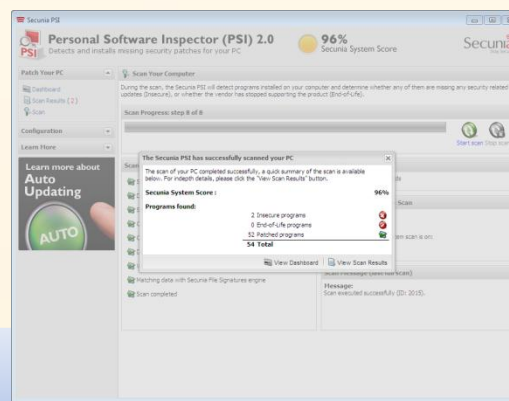 Secunia PSI
Personal Software Inspector (PSI) 2.0
Detects and installs missing security patches for your PC
PSI
96%
Secunia System Score
Secunia
Patch Your PC
Dashboard
Scan Results (2)
Scan
Configuration
Learn More
Learn more about
Auto
Updating
AUTO
Scan Your Computer
During the scan, the Secunia PSI will detect programs installed on your computer and determine whether any of them are missing any security related
updates (Insecure), or whether the vendor has stopped supporting the product (End-of-Life).
Scan Progress: step 8 of 8
Start scan Stop scan
The Secunia PSI has successfully scanned your PC
The scan of your PC completed successfully, a quick summary of the scan is available
below. For indepth details, please click the "View Scan Results" button.
Secunia System Score : 96%
Programs found:
2 Insecure programs
0 End-of-Life programs
52 Patched programs
54 Total
View Dashboard View Scan Results
Matching data with Secunia File Signatures engine
Scan completed
Message:
Scan executed successfully (ID: 2015).